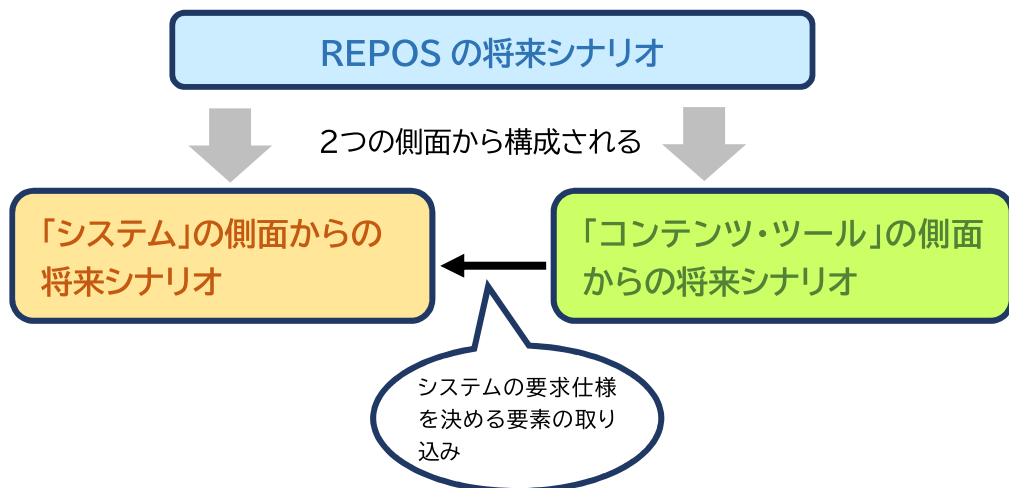 REPOS の将来シナリオ
2つの側面から構成される
「システム」の側面からの
将来シナリオ
「コンテンツ・ツール」の側面
からの将来シナリオ
システムの要求仕様
を決める要素の取り
込み